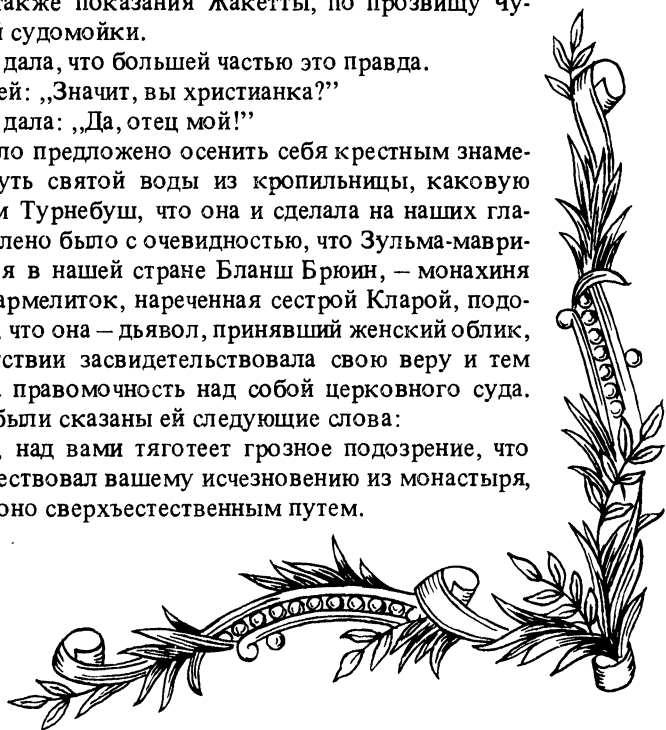 также показания Жакетты, по прозвищу Чу-
й судомойки.
дала, что большей частью это правда.
ей: „Значит, вы христианка?”
дала: „Да, отец мой!”
ло предложено осенить себя крестным знаме-
уть святой воды из кропильницы, каковую
и Турнебуш, что она и сделала на наших гла-
лено было с очевидностью, что Зульма-маври-
я в нашей стране Бланш Брюин, — монахиня
армелиток, нареченная сестрой Кларой, подо-
, что она — дьявол, принявший женский облик,
тствии засвидетельствовала свою веру и тем
правомочность над собой церковного суда.
были сказаны ей следующие слова:
, над вами тяготеет грозное подозрение, что
ествовал вашему исчезновению из монастыря,
оно сверхъестественным путем.